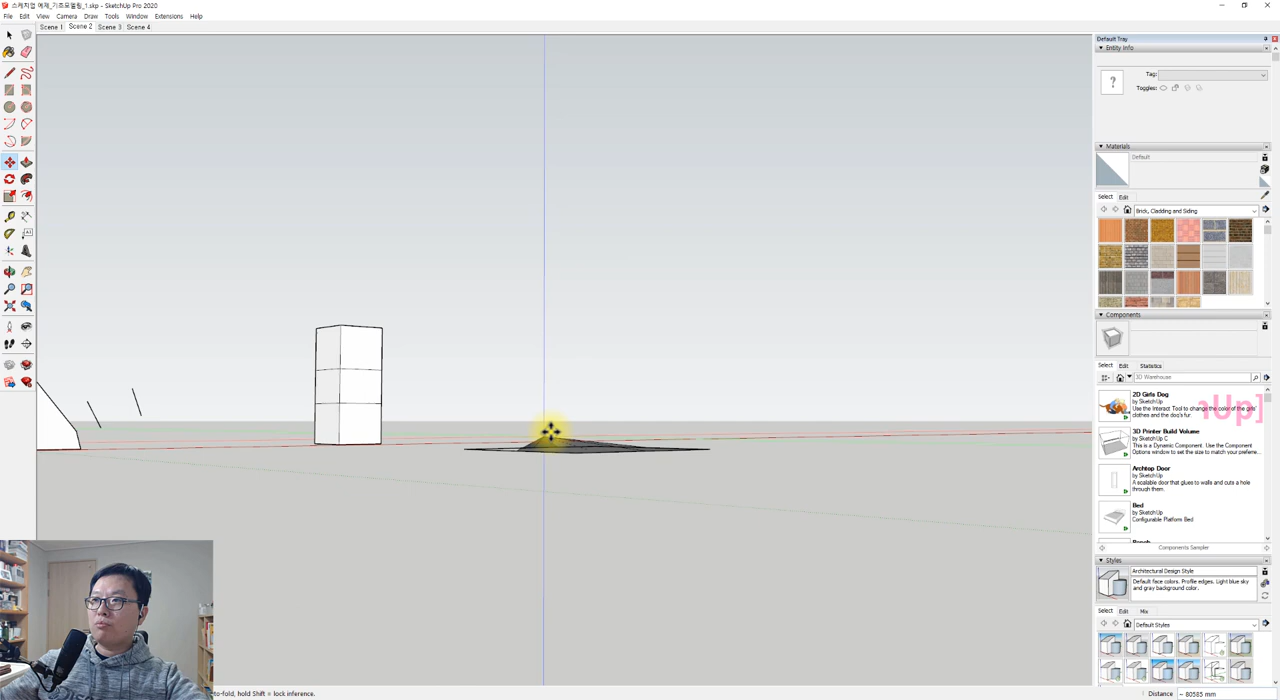 스케치업 예제_기초모델링_1.skp - SketchUp Pro 2020
File Edit View Camera Draw Tools Window Extensions Help
Scene 1 Scene 2 Scene 3 Scene 4
Default Tray
Entity Info
?
Tag:
Toggles:
Materials
Default
Select Edit
Brick, Cladding and Siding
Components
Select Edit Statistics
3D Warehouse
2D Girls Dog
by SketchUp
Use the Interact Tool to change the color of the girls'
clothes and the dog's fur.
Up]
3D Printer Build Volume
by SketchUp C
This is a Dynamic Component. Use the Components
Options window to set the size to match your preferre...
Archtop Door
by SketchUp
A scalable door that glues to walls and cuts a hole
through them.
Bed
by SketchUp
Configurable Platform Bed
Components Sampler
Styles
Architectural Design Style
Default face colors. Profile edges. Light blue sky
and gray background color.
Select Edit Mix
Default Styles
to-fold, hold Shift = lock inference.
Distance ~ 80585 mm